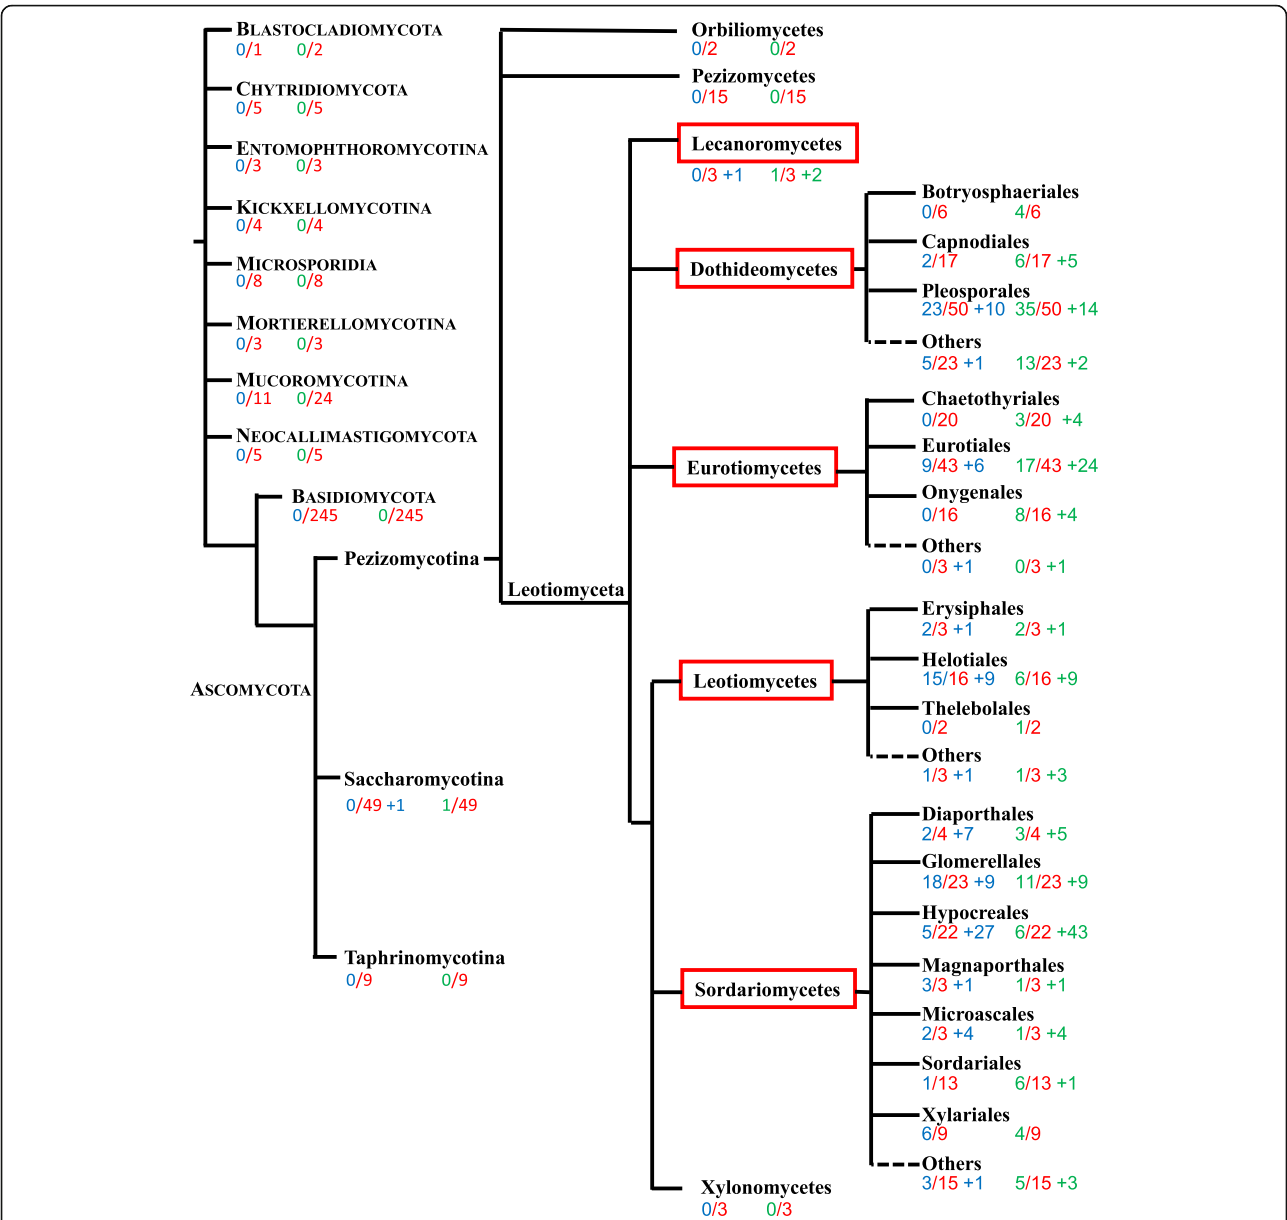 BLASTOCLADIOMYCOTA
0/1 0/2
CHYTRIDIOMYCOTA
0/5 0/5
ENTOMOPHTHOROMYCOTINA
0/3 0/3
KICKXELLOMYCOTINA
0/4 0/4
MICROSPORIDIA
0/8 0/8
MORTIERELLOMYCOTINA
0/3 0/3
MUCOROMYCOTINA
0/11 0/24
NEOCALLIMASTIGOMYCOTA
0/5 0/5
BASIDIOMYCOTA
0/245 0/245
ASCOMYCOTA
Pezizomycotina
Saccharomycotina
0/49 +1 1/49
Taphrinomycotina
0/9 0/9
Leotiomyceta
Orbiliomycetes
0/2 0/2
Pezizomycetes
0/15 0/15
Lecanoromycetes
0/3 +1 1/3 +2
Dothideomycetes
Botryosphaeriales
0/6 4/6
Capnodiales
2/17 6/17 +5
Pleosporales
23/50 +10 35/50 +14
Others
5/23 +1 13/23 +2
Eurotiomycetes
Chaetothyriales
0/20 3/20 +4
Eurotiales
9/43 +6 17/43 +24
Onygenales
0/16 8/16 +4
Others
0/3 +1 0/3 +1
Leotiomycetes
Erysiphales
2/3 +1 2/3 +1
Helotiales
15/16 +9 6/16 +9
Thelebolales
0/2 1/2
Others
1/3 +1 1/3 +3
Sordariomycetes
Diaporthales
2/4 +7 3/4 +5
Glomerellales
18/23 +9 11/23 +9
Hypocreales
5/22 +27 6/22 +43
Magnaporthales
3/3 +1 1/3 +1
Microascales
2/3 +4 1/3 +4
Sordariales
1/13 6/13 +1
Xylariales
6/9 4/9
Others
3/15 +1 5/15 +3
Xylonomycetes
0/3 0/3